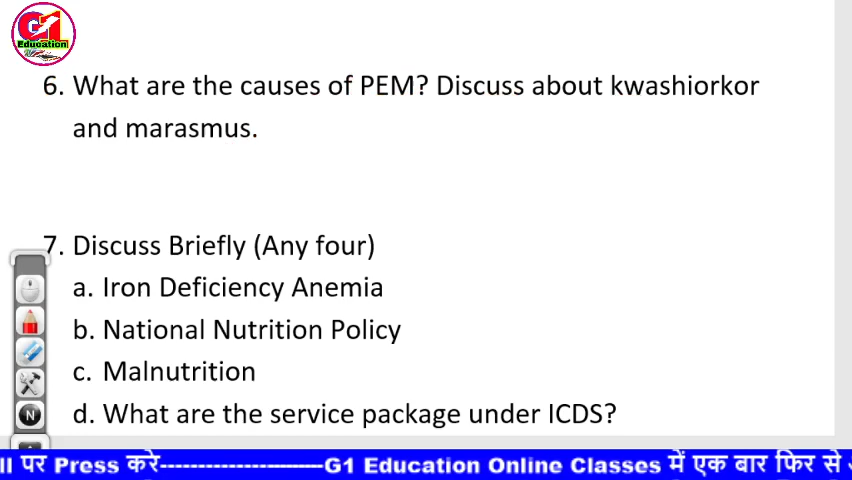 G1
Education
6. What are the causes of PEM? Discuss about kwashiorkor
and marasmus.
7. Discuss Briefly (Any four)
a. Iron Deficiency Anemia
b. National Nutrition Policy
c. Malnutrition
d. What are the service package under ICDS?
N
ll पर Press करे-------------------------G1 Education Online Classes में एक बार फिर से